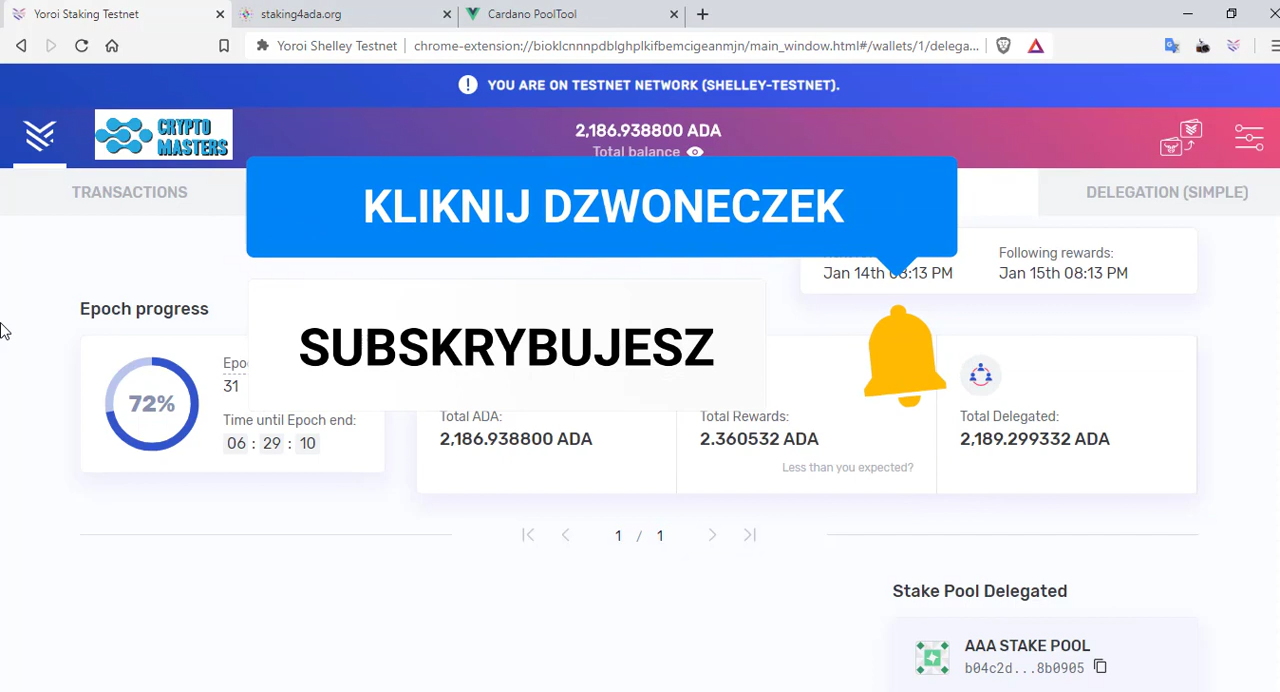 Yoroi Staking Testnet
staking4ada.org
Cardano PoolTool
Yoroi Shelley Testnet
chrome-extension://bioklcnnnpdblghplkifbemcigeanmjn/main_window.html#/wallets/1/delega...
YOU ARE ON TESTNET NETWORK (SHELLEY-TESTNET).
CRYPTO
MASTERS
2,186.938800 ADA
Total balance
TRANSACTIONS
KLIKNIJ DZWONECZEK
DELEGATION (SIMPLE)
Following rewards:
Jan 14th 08:13 PM
Jan 15th 08:13 PM
Epoch progress
SUBSKRYBUJESZ
72%
31
Time until Epoch end:
06 : 29 : 10
Total ADA:
2,186.938800 ADA
Total Rewards:
2.360532 ADA
Less than you expected?
Total Delegated:
2,189.299332 ADA
1 / 1
Stake Pool Delegated
AAA STAKE POOL
b04c2d...8b0905